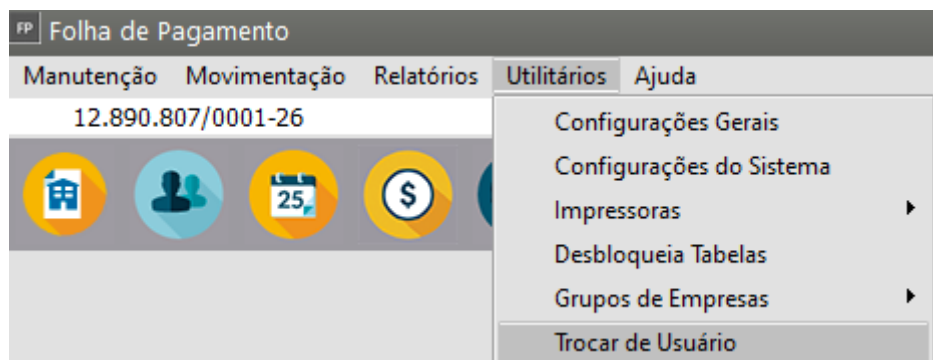 FP Folha de Pagamento
Manutenção Movimentação Relatórios Utilitários Ajuda
12.890.807/0001-26
Configurações Gerais
Configurações do Sistema
25
$
Impressoras
Desbloqueia Tabelas
Grupos de Empresas
Trocar de Usuário